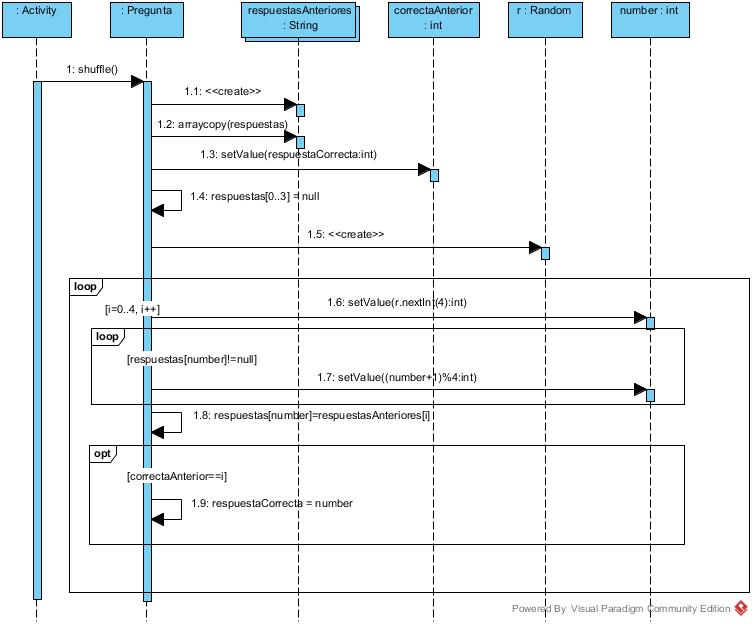 : Activity
: Pregunta
respuestasAnteriores
: String
correctaAnterior
: int
r : Random
number : int
1: shuffle()
1.1: <<create>>
1.2: arraycopy(respuestas)
1.3: setValue(respuestaCorrecta:int)
1.4: respuestas[0..3] = null
1.5: <<create>>
loop
[i=0..4, i++]
1.6: setValue(r.nextInt(4):int)
loop
[respuestas[number]!=null]
1.7: setValue((number+1)%4:int)
1.8: respuestas[number]=respuestasAnteriores[i]
opt
[correctaAnterior==i]
1.9: respuestaCorrecta = number
Powered By Visual Paradigm Community Edition